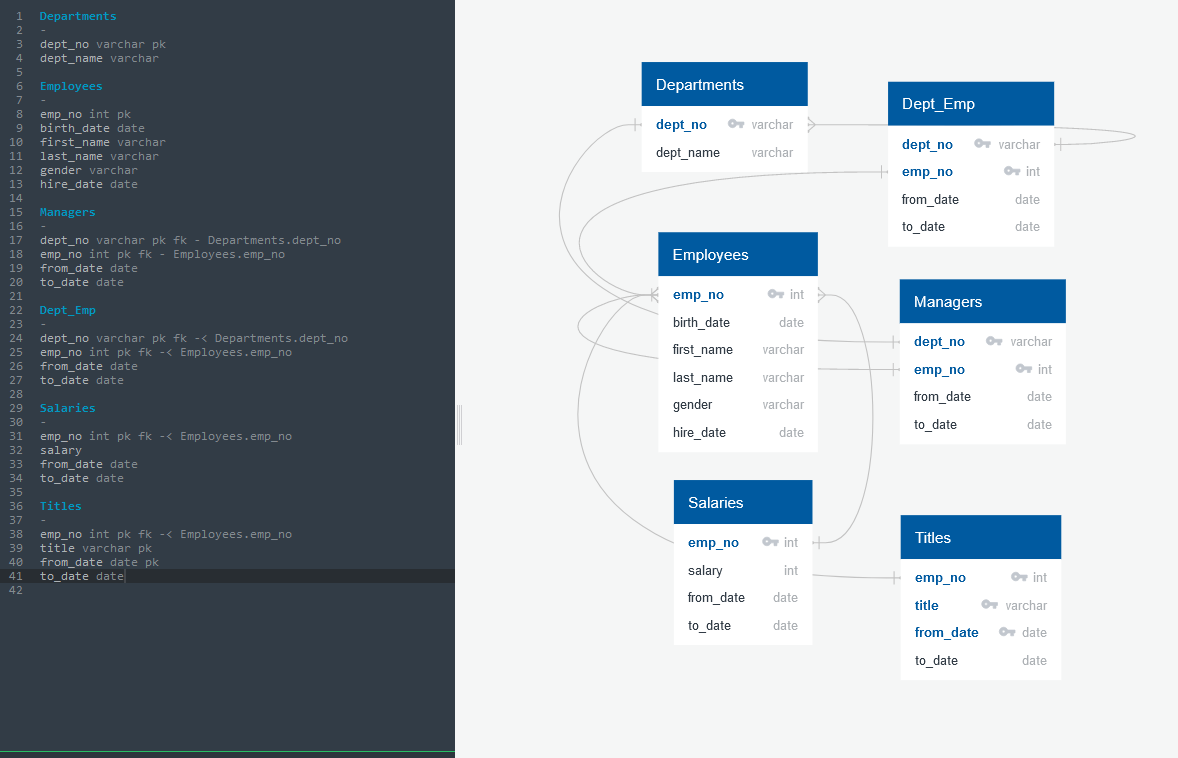 1 Departments
2 -
3 dept_no varchar pk
4 dept_name varchar
5
6 Employees
7 -
8 emp_no int pk
9 birth_date date
10 first_name varchar
11 last_name varchar
12 gender varchar
13 hire_date date
14
15 Managers
16 -
17 dept_no varchar pk fk - Departments.dept_no
18 emp_no int pk fk - Employees.emp_no
19 from_date date
20 to_date date
21
22 Dept_Emp
23 -
24 dept_no varchar pk fk -< Departments.dept_no
25 emp_no int pk fk -< Employees.emp_no
26 from_date date
27 to_date date
28
29 Salaries
30 -
31 emp_no int pk fk -< Employees.emp_no
32 salary
33 from_date date
34 to_date date
35
36 Titles
37 -
38 emp_no int pk fk -< Employees.emp_no
39 title varchar pk
40 from_date date pk
41 to_date date
42
Departments
dept_no varchar
dept_name varchar
Dept_Emp
dept_no varchar
emp_no int
from_date date
to_date date
Employees
emp_no int
birth_date date
first_name varchar
last_name varchar
gender varchar
hire_date date
Managers
dept_no varchar
emp_no int
from_date date
to_date date
Salaries
emp_no int
salary int
from_date date
to_date date
Titles
emp_no int
title varchar
from_date date
to_date date